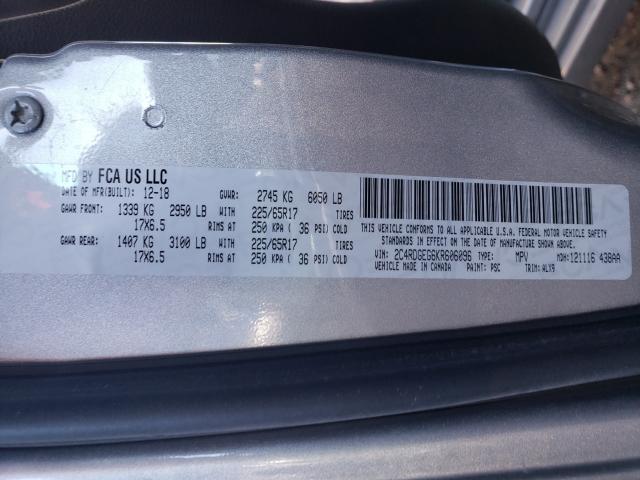 MFD BY FCA US LLC
DATE OF MFR(BUILT): 12-18 GVWR: 2745 KG 6050 LB
GAWR FRONT: 1339 KG 2950 LB WITH 225/65R17 TIRES
17X6.5 RIMS AT 250 KPA ( 36 PSI) COLD
GAWR REAR: 1407 KG 3100 LB WITH 225/65R17 TIRES
17X6.5 RIMS AT 250 KPA ( 36 PSI) COLD
THIS VEHICLE CONFORMS TO ALL APPLICABLE U.S.A. FEDERAL MOTOR VEHICLE SAFETY
STANDARDS IN EFFECT ON THE DATE OF MANUFACTURE SHOWN ABOVE.
VIN: 2C4RDGEG6KR606096 TYPE: MPV MDH: 121116 438AA
VEHICLE MADE IN CANADA PAINT: PSC TRIM: ALX9